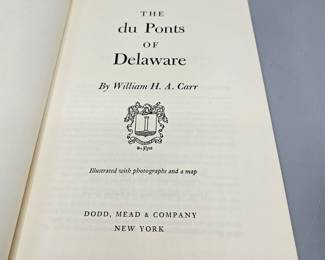 THE
du Ponts
OF
Delaware
By William H. A. Carr
Illustrated with photographs and a map
DODD, MEAD & COMPANY
NEW YORK